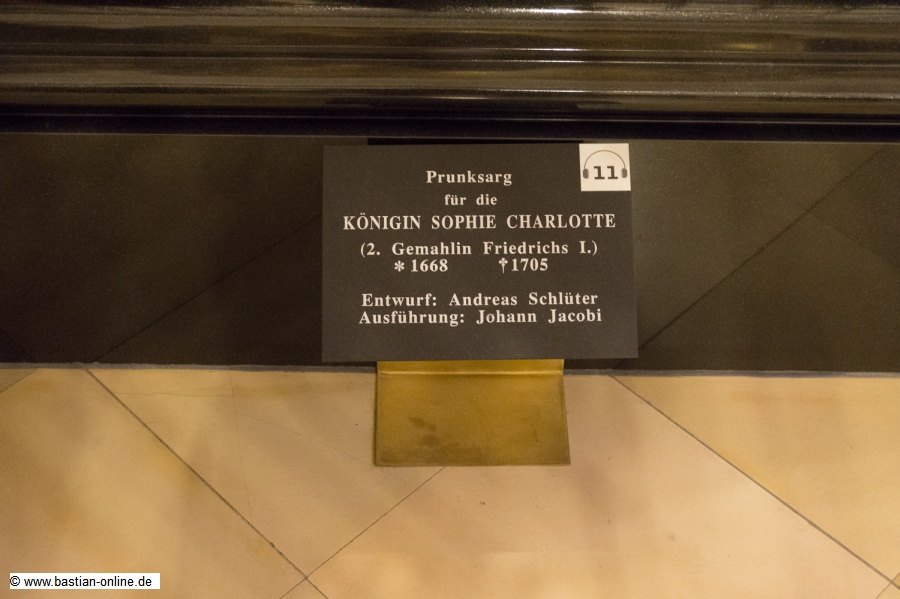 11
Prunksarg
für die
KÖNIGIN SOPHIE CHARLOTTE
(2. Gemahlin Friedrichs I.)
* 1668 † 1705
Entwurf: Andreas Schlüter
Ausführung: Johann Jacobi
© www.bastian-online.de